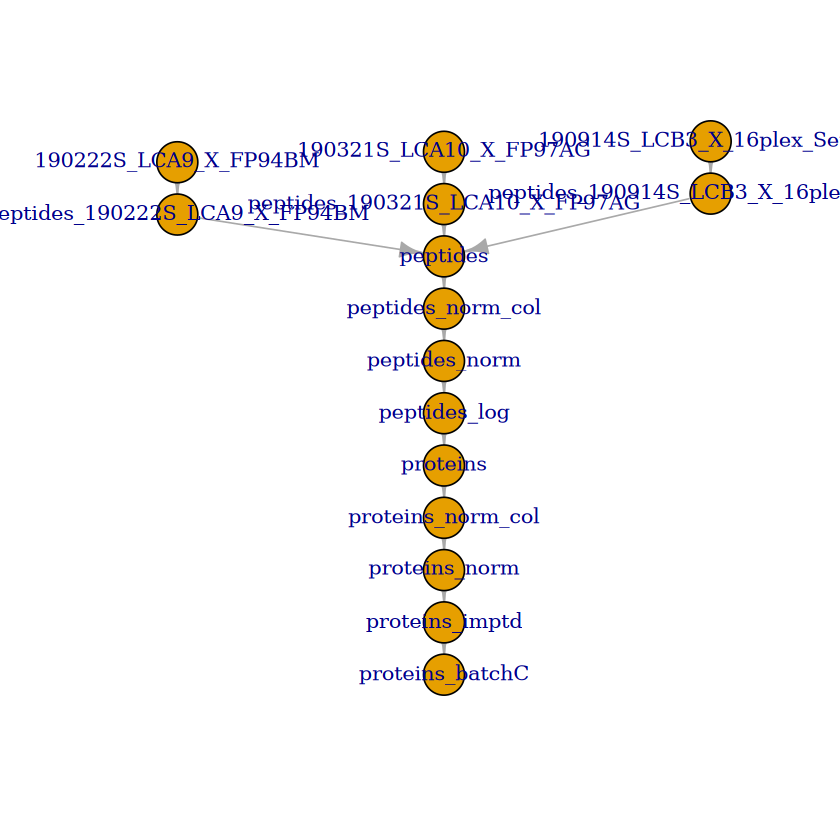 190222S_LCA9_X_FP94BM
190321S_LCA10_X_FP97AG
190914S_LCB3_X_16plex_Se
eptides_190222S_LCA9_X_FP94BM
peptides_190321S_LCA10_X_FP97AG
peptides_190914S_LCB3_X_16ple
peptides
peptides_norm_col
peptides_norm
peptides_log
proteins
proteins_norm_col
proteins_norm
proteins_imptd
proteins_batchC